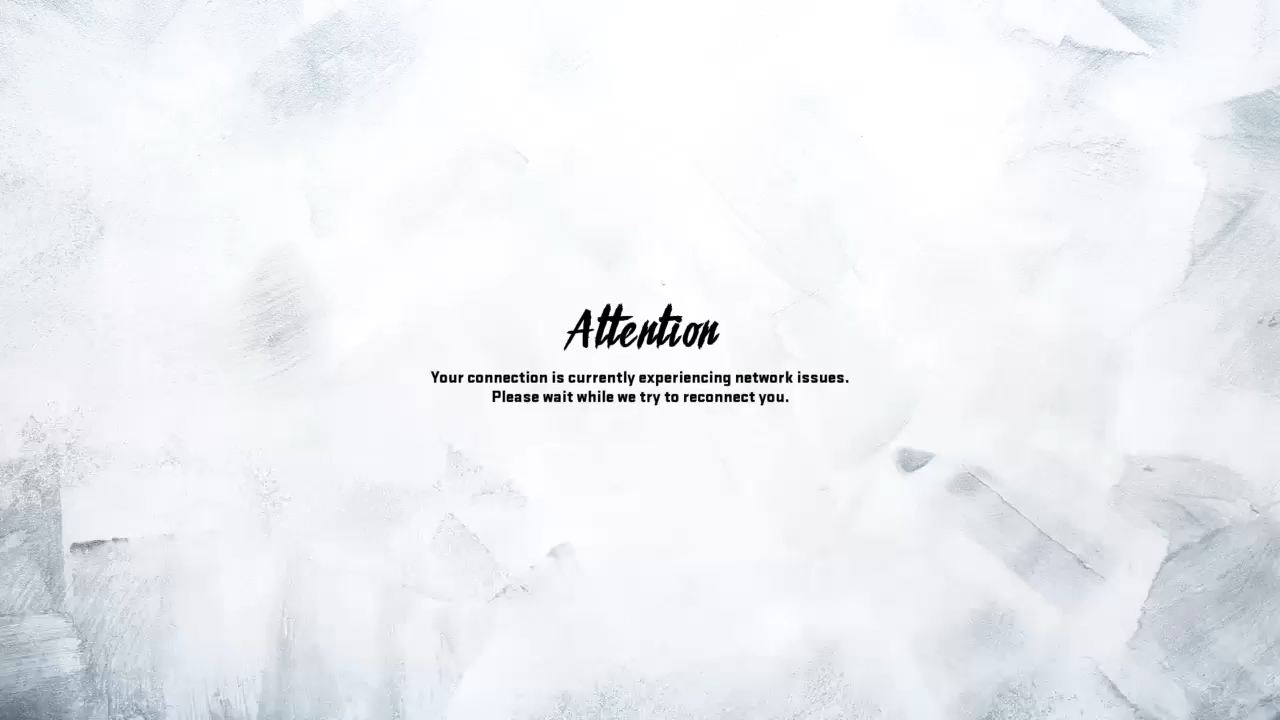 Attention
Your connection is currently experiencing network issues.
Please wait while we try to reconnect you.